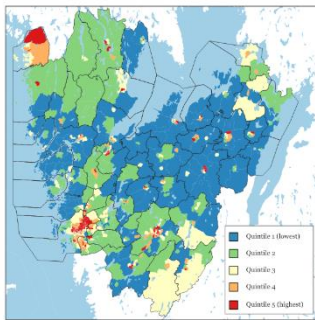 Quintile 1 (lowest)
Quintile 2
Quintile 3
Quintile 4
Quintile 5 (highest)